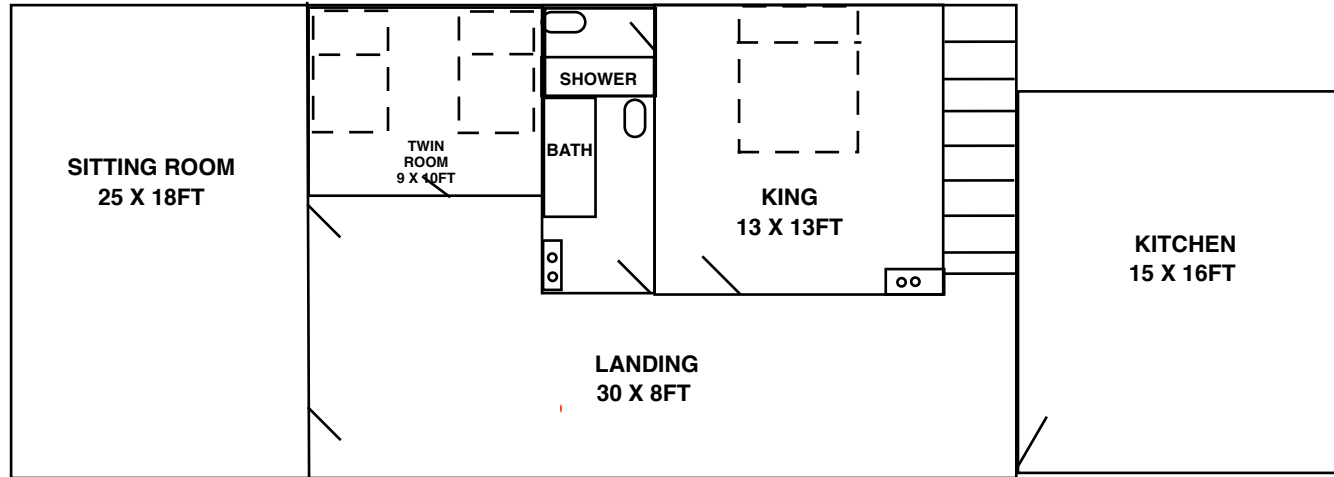 SITTING ROOM
25 X 18FT
TWIN
ROOM
9 X 10FT
SHOWER
BATH
KING
13 X 13FT
KITCHEN
15 X 16FT
LANDING
30 X 8FT